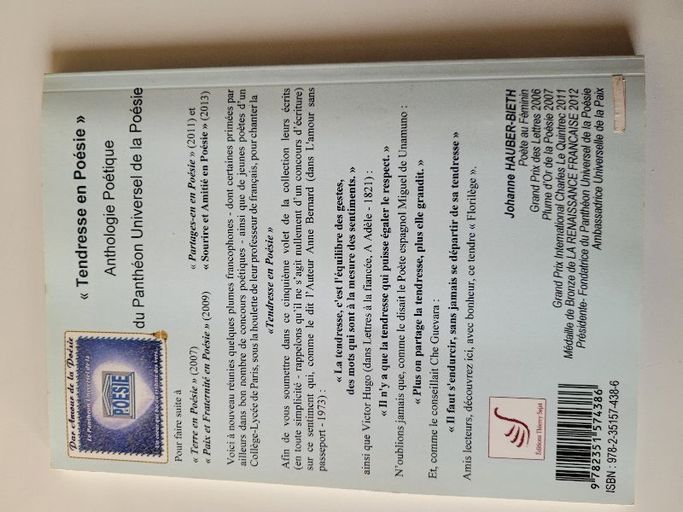 Par Amour de la Poésie
Le Panthéon Universel de la
POÉSIE
« Tendresse en Poésie »
Anthologie Poétique
du Panthéon Universel de la Poésie
Pour faire suite à
« Terre en Poésie » (2007) « Partages-en en Poésie » (2011) et
« Paix et Fraternité en Poésie » (2009) « Sourire et Amitié en Poésie » (2013)
Voici à nouveau réunies quelques plumes francophones - dont certaines primées par
ailleurs dans bon nombre de concours poétiques - ainsi que de jeunes poètes d'un
Collège-Lycée de Paris, sous la houlette de leur professeur de français, pour chanter la
«Tendresse en Poésie»
Afin de vous soumettre dans ce cinquième volet de la collection leurs écrits
(en toute simplicité - rappelons qu'il ne s'agit nullement d'un concours d'écriture)
sur ce sentiment qui, comme le dit l'Auteur Anne Bernard (dans L'amour sans
passeport - 1973) :
« La tendresse, c'est l'équilibre des gestes,
des mots qui sont à la mesure des sentiments. »
ainsi que Victor Hugo (dans Lettres à la fiancée, A Adèle - 1821) :
« Il n'y a que la tendresse qui puisse égaler le respect. »
N'oublions jamais que, comme le disait le Poète espagnol Miguel de Unamuno :
« Plus on partage la tendresse, plus elle grandit. »
Et, comme le conseillait Che Guevara :
« Il faut s'endurcir, sans jamais se départir de sa tendresse »
Amis lecteurs, découvrez ici, avec bonheur, ce tendre « Florilège ».
Johanne HAUBER-BIETH
Poète au Féminin
Grand Prix des Lettres 2006
Plume d'Or de la Poésie 2007
Grand Prix International Charles Le Quintrec 2011
Médaille de Bronze de LA RENAISSANCE FRANCAISE 2012
Présidente- Fondatrice du Panthéon Universel de la Poésie
Ambassadrice Universelle de la Paix
Éditions Thierry Sajat
9 782351 574386
ISBN : 978-2-35157-438-6